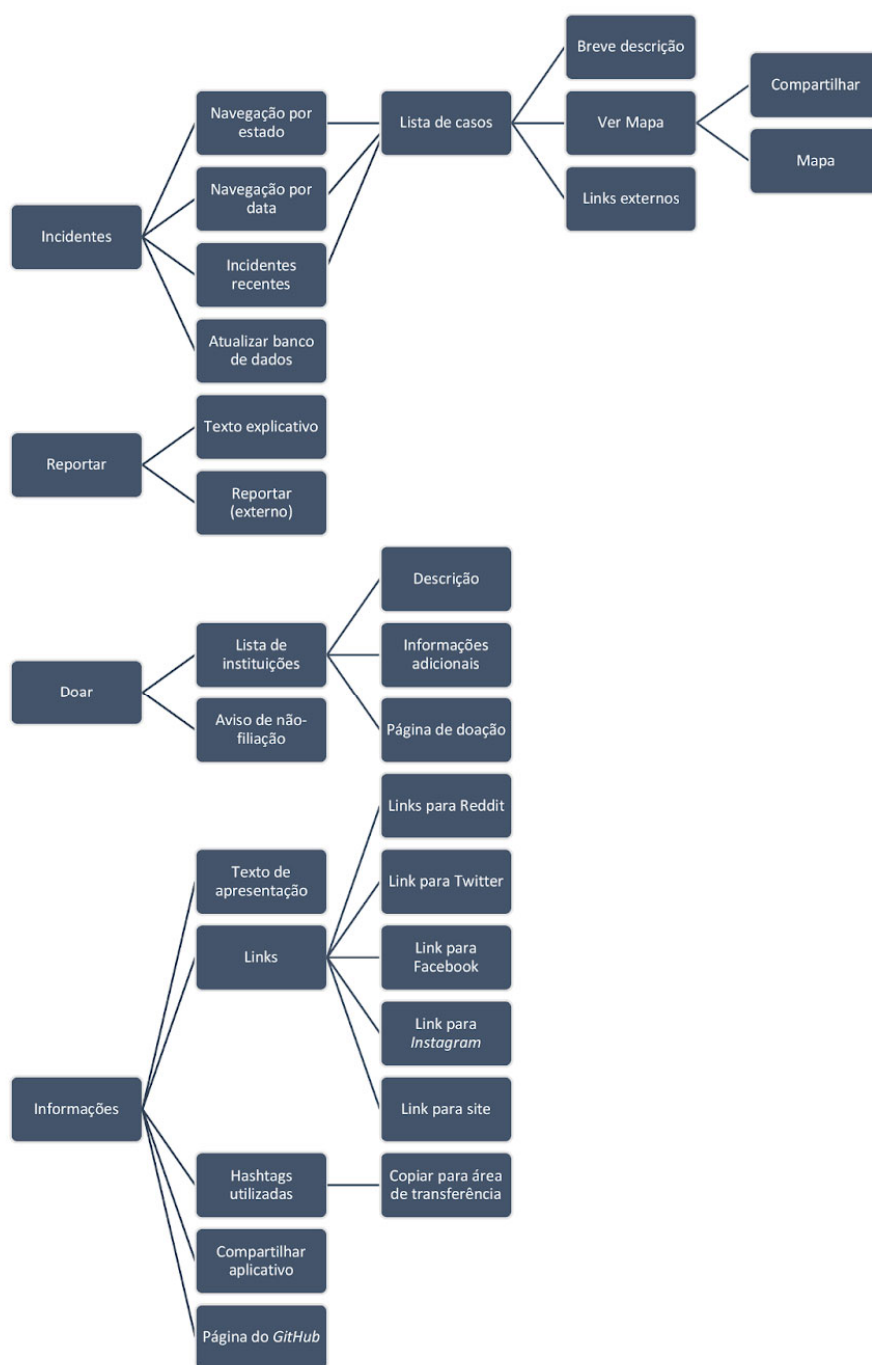 Breve descrição
Compartilhar
Navegação por
estado
Lista de casos
Ver Mapa
Mapa
Navegação por
data
Links externos
Incidentes
Incidentes
recentes
Atualizar banco
de dados
Texto explicativo
Reportar
Reportar
(externo)
Descrição
Lista de
instituições
Informações
adicionais
Doar
Aviso de não-
filiação
Página de doação
Links para Reddit
Texto de
apresentação
Link para Twitter
Links
Link para
Facebook
Link para
Instagram
Informações
Link para site
Hashtags
utilizadas
Copiar para área
de transferência
Compartilhar
aplicativo
Página do GitHub